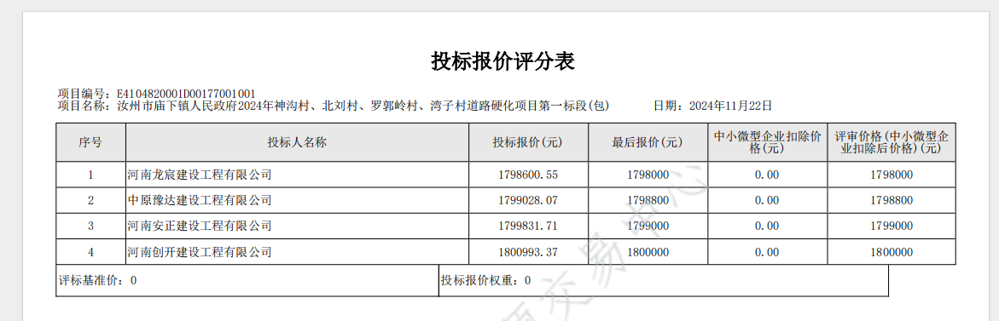 投标报价评分表
项目编号：E4104820001D00177001001
项目名称：汝州市庙下镇人民政府2024年神沟村、北刘村、罗郭岭村、湾子村道路硬化项目第一标段(包) 日期：2024年11月22日
序号 投标人名称 投标报价(元) 最后报价(元) 中小微型企业扣除价格(元) 评审价格(中小微型企业扣除后价格)(元)
1 河南龙宸建设工程有限公司 1798600.55 1798000 0.00 1798000
2 中原豫达建设工程有限公司 1799028.07 1798800 0.00 1798800
3 河南安正建设工程有限公司 1799831.71 1799000 0.00 1799000
4 河南创开建设工程有限公司 1800993.37 1800000 0.00 1800000
评标基准价：0 投标报价权重：0
交易中心